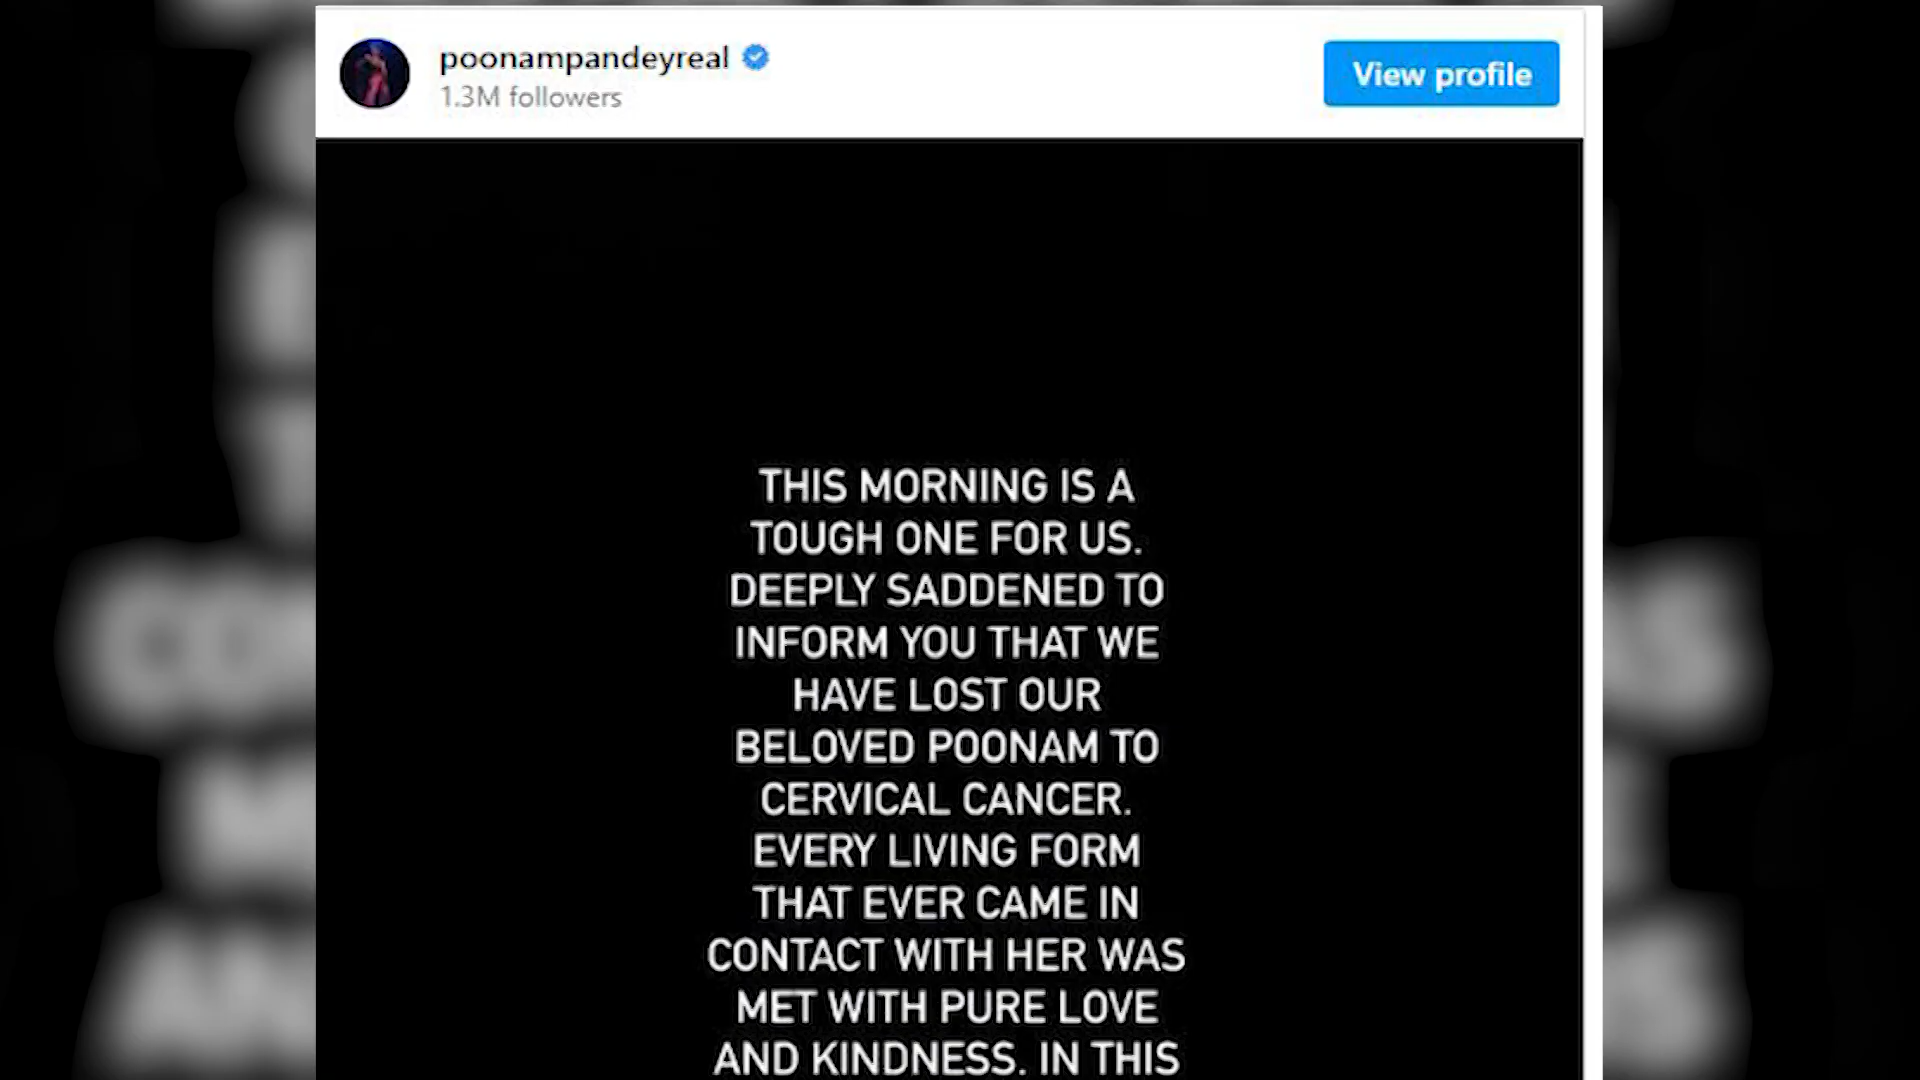 poonampandeyreal
1.3M followers
View profile
THIS MORNING IS A
TOUGH ONE FOR US.
DEEPLY SADDENED TO
INFORM YOU THAT WE
HAVE LOST OUR
BELOVED POONAM TO
CERVICAL CANCER.
EVERY LIVING FORM
THAT EVER CAME IN
CONTACT WITH HER WAS
MET WITH PURE LOVE
AND KINDNESS. IN THIS